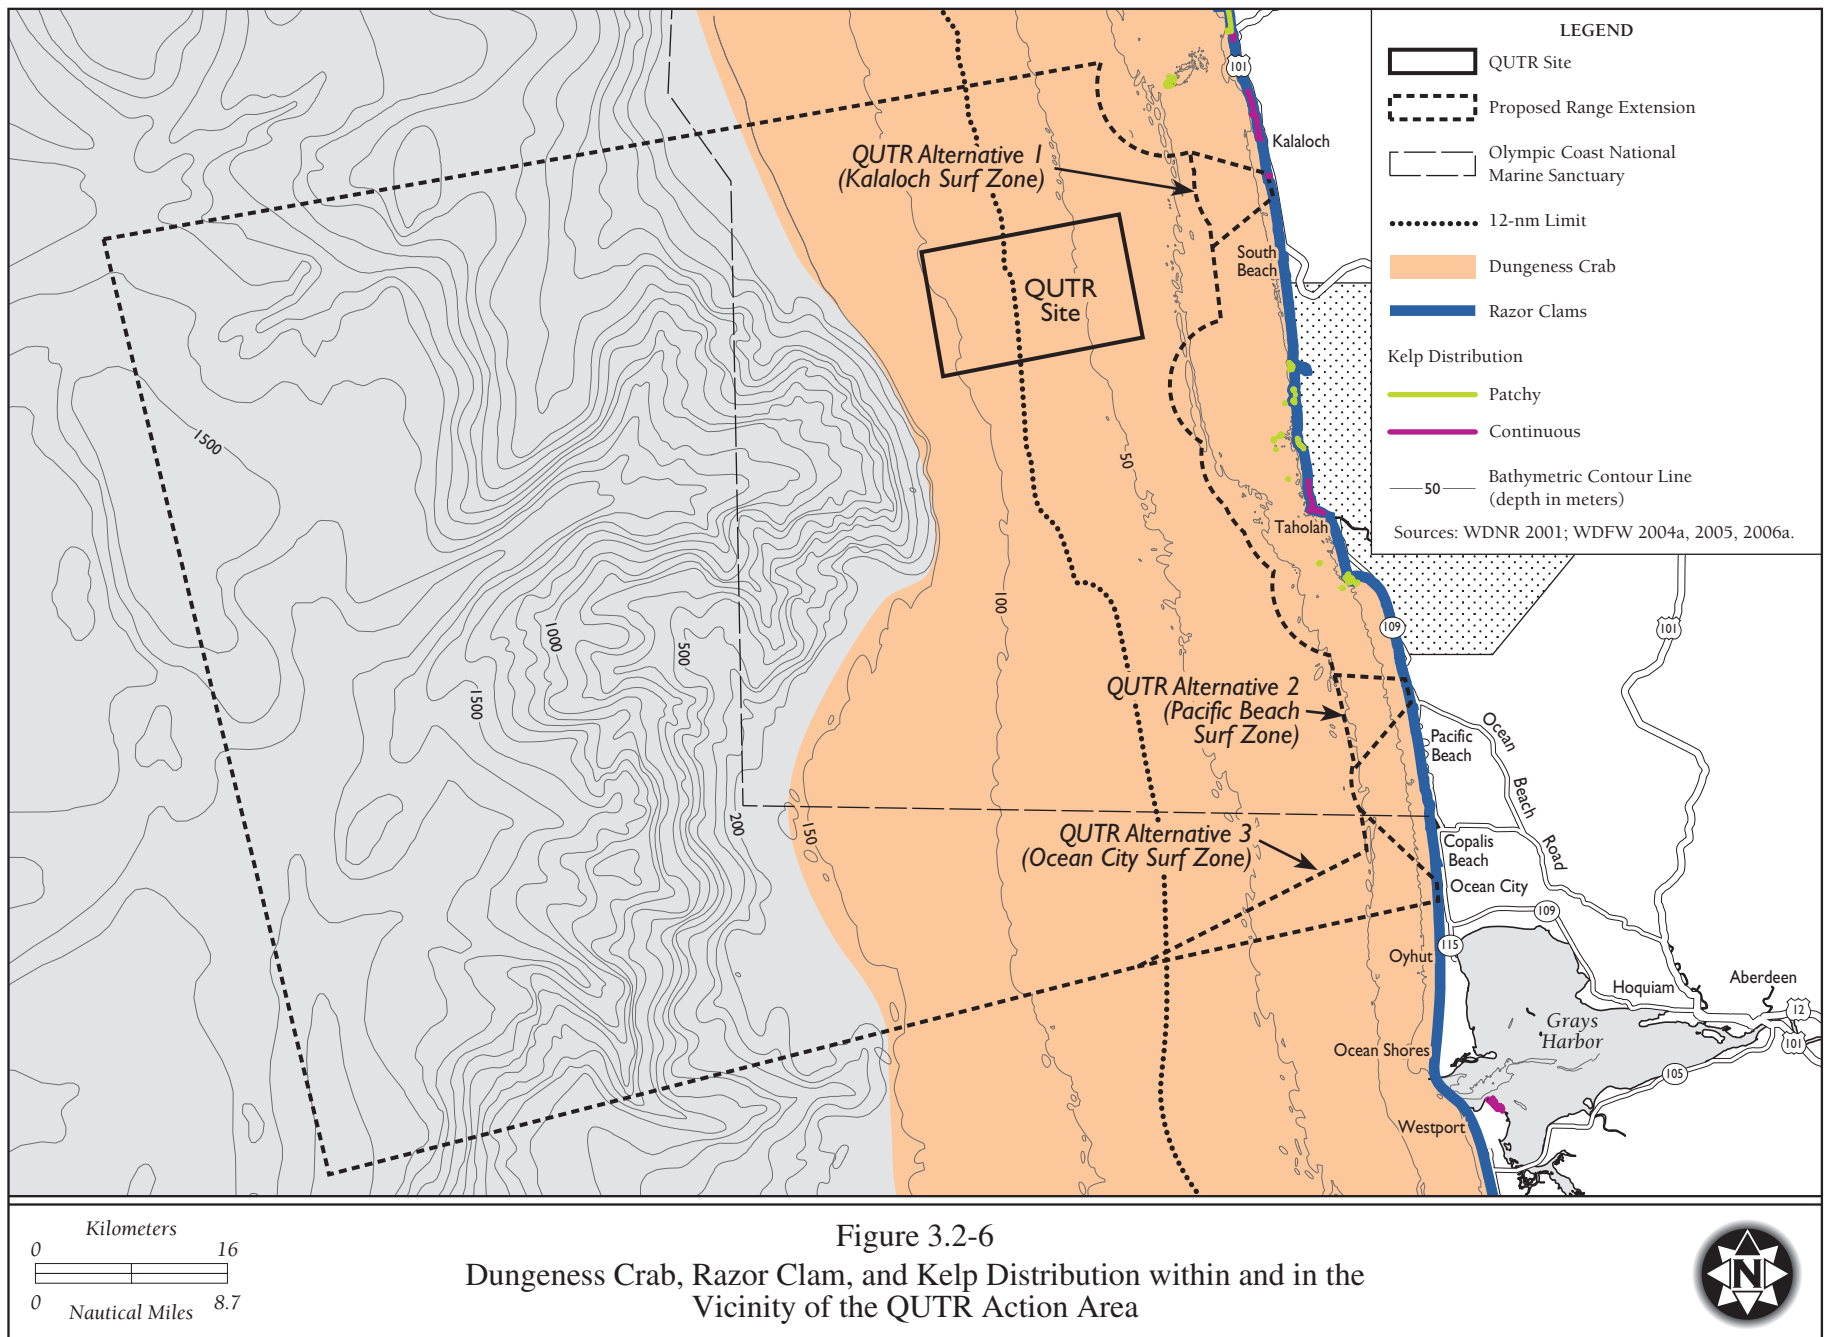 LEGEND
QUTR Site
Proposed Range Extension
Olympic Coast National
Marine Sanctuary
12-nm Limit
Dungeness Crab
Razor Clams
Kelp Distribution
Patchy
Continuous
50
Bathymetric Contour Line
(depth in meters)
Sources: WDNR 2001; WDFW 2004a, 2005, 2006a.
101
Kalaloch
QUTR Alternative 1
(Kalaloch Surf Zone)
South
Beach
QUTR
Site
1500
50
Taholah
100
1000
500
1500
109
101
QUTR Alternative 2
(Pacific Beach
Surf Zone)
Pacific
Beach
Ocean
Beach
Road
200
150
QUTR Alternative 3
(Ocean City Surf Zone)
Copalis
Beach
Ocean City
109
115
Oyhut
Hoquiam
Aberdeen
12
101
Grays
Harbor
Ocean Shores
105
Westport
Kilometers
0 16
0 8.7
Nautical Miles
Figure 3.2-6
Dungeness Crab, Razor Clam, and Kelp Distribution within and in the
Vicinity of the QUTR Action Area
N